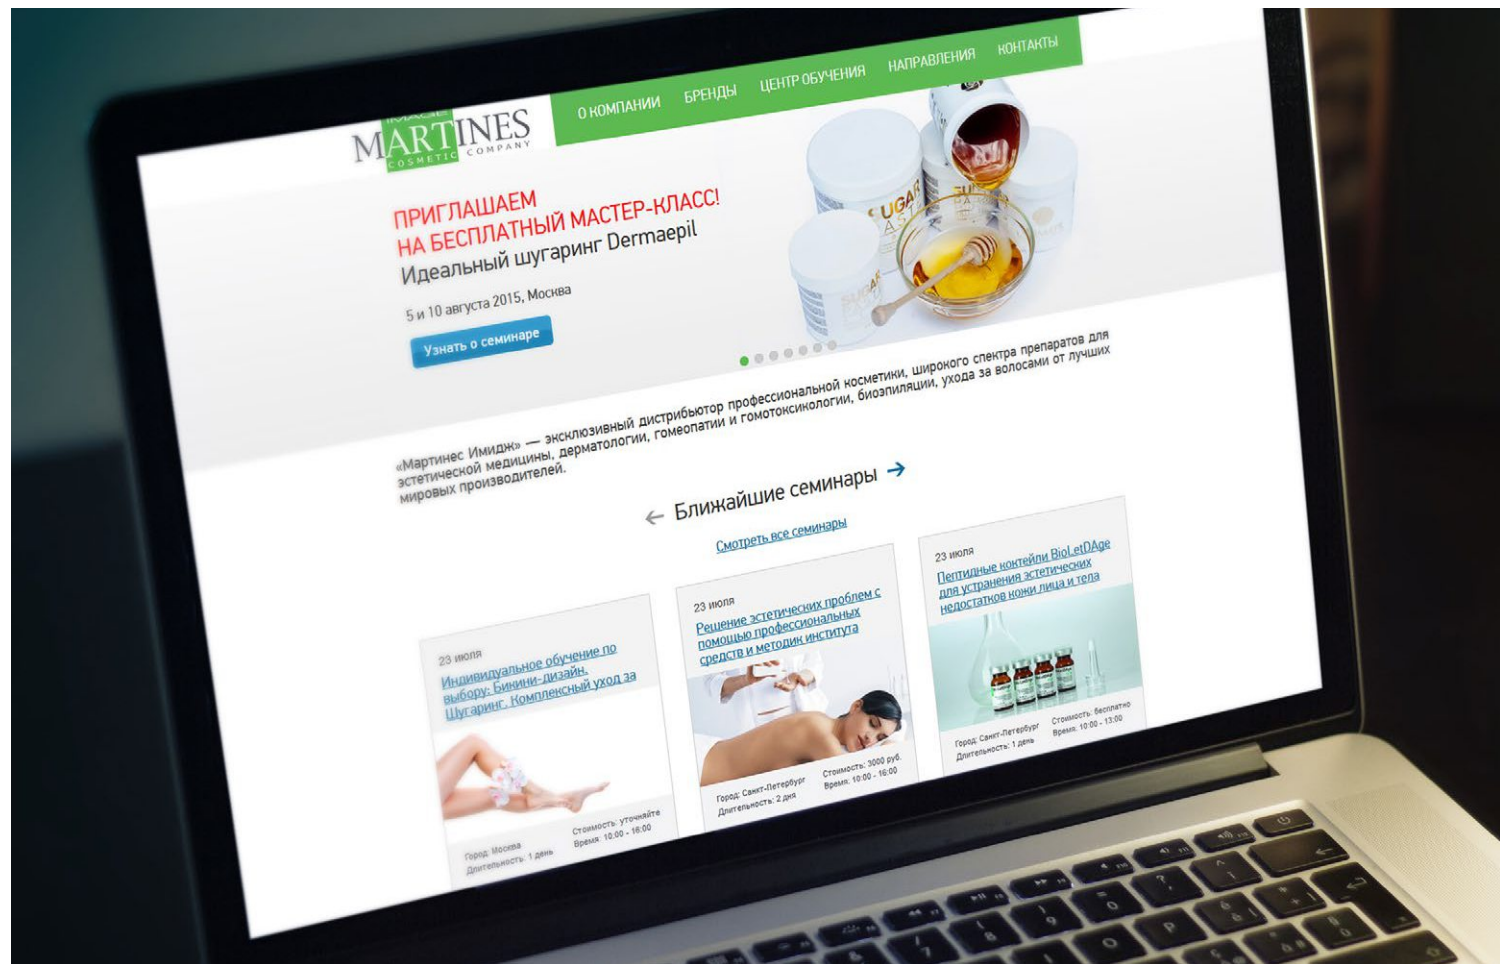 О КОМПАНИИ БРЕНДЫ ЦЕНТР ОБУЧЕНИЯ НАПРАВЛЕНИЯ КОНТАКТЫ
IMAGE
MARTINES
COSMETIC COMPANY
ПРИГЛАШАЕМ
НА БЕСПЛАТНЫЙ МАСТЕР-КЛАСС!
Идеальный шугаринг Dermaepil
5 и 10 августа 2015, Москва
Узнать о семинаре
SUGAR
PASTE
SUGAR
«Мартинес Имидж» — эксклюзивный дистрибьютор профессиональной косметики, широкого спектра препаратов для
эстетической медицины, дерматологии, гомеопатии и гомотоксикологии, биоэпиляции, ухода за волосами от лучших
мировых производителей.
← Ближайшие семинары →
Смотреть все семинары
23 июля
Индивидуальное обучение по
выбору: Бикини-дизайн.
Шугаринг. Комплексный уход за
Город: Москва
Длительность: 1 день
Стоимость: уточняйте
Время: 10:00 - 16:00
23 июля
Решение эстетических проблем с
помощью профессиональных
средств и методик института
Город: Санкт-Петербург
Длительность: 2 дня
Стоимость: 3000 руб.
Время: 10:00 - 16:00
23 июля
Пептидные коктейли BioLetDAge
для устранения эстетических
недостатков кожи лица и тела
Город: Санкт-Петербург
Длительность: 1 день
Стоимость: бесплатно
Время: 10:00 - 13:00